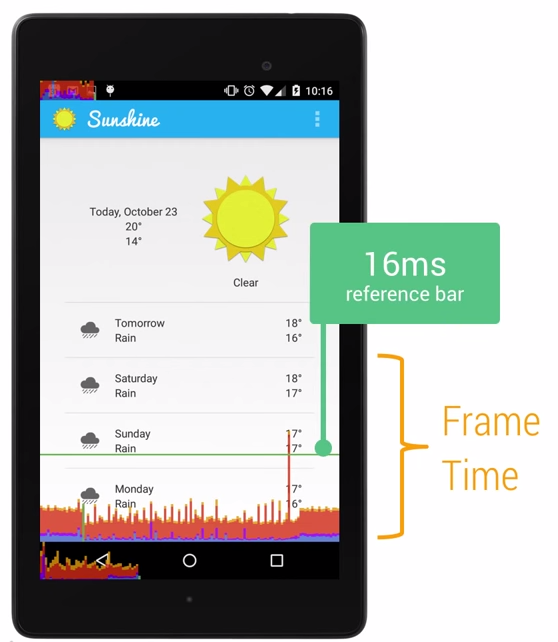 10:16
Sunshine
Today, October 23
20°
14°
Clear
16ms
reference bar
Tomorrow
Rain
18°
16°
Saturday
Rain
18°
17°
Sunday
Rain
17°
17°
Monday
Rain
17°
16°
Frame
Time